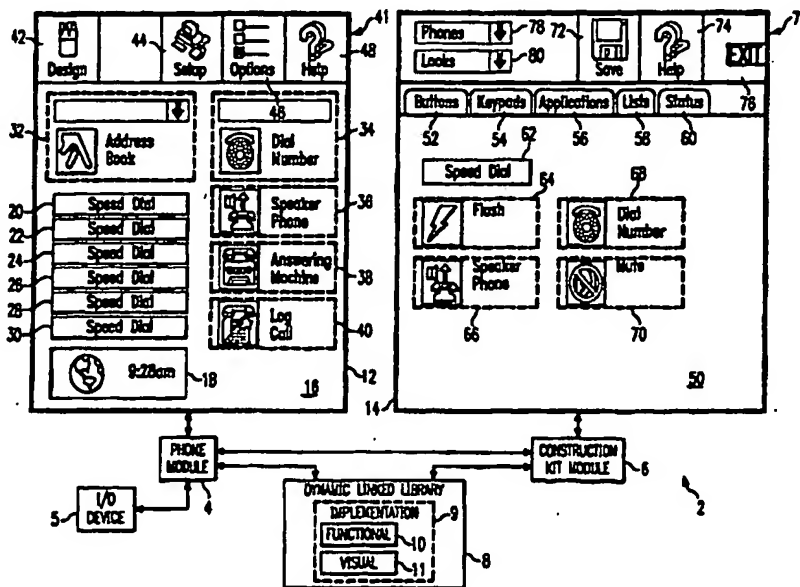 42
Design
44
Setup
Options
Help
41
48
46
32
Address
Book
Dial
Number
34
Speaker
Phone
36
Answering
Machine
38
Log
Call
40
20
Speed Dial
22
Speed Dial
24
Speed Dial
26
Speed Dial
28
Speed Dial
30
Speed Dial
9:28am
18
16
12
Phones
78
Looks
80
72
Save
74
Help
EXIT
76
Buttons
Keypads
Applications
Lists
Status
52
54
56
58
60
62
Speed Dial
64
Flash
68
Dial
Number
Speaker
Phone
66
Mute
70
50
14
PHONE
MODULE
4
I/O
DEVICE
5
CONSTRUCTION
KIT MODULE
6
2
DYNAMIC LINKED LIBRARY
IMPLEMENTATION
9
FUNCTIONAL
10
VISUAL
11
8